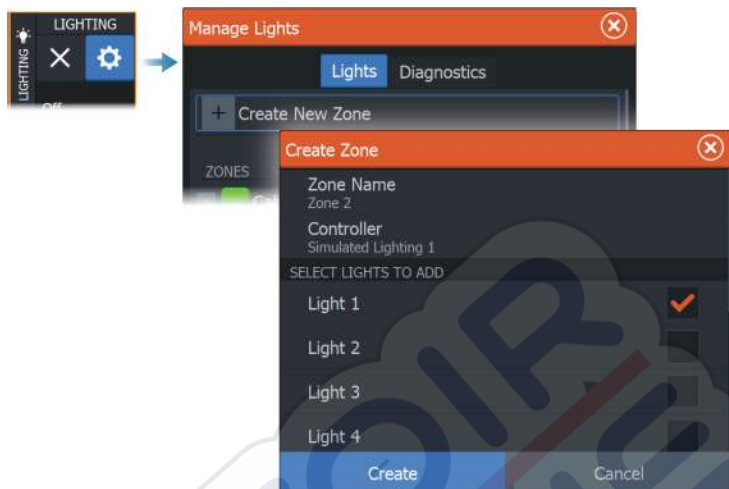 LIGHTING
LIGHTING
Off
Manage Lights
Lights Diagnostics
+ Create New Zone
ZONES
Create Zone
Zone Name
Zone 2
Controller
Simulated Lighting 1
SELECT LIGHTS TO ADD
Light 1
Light 2
Light 3
Light 4
Create Cancel